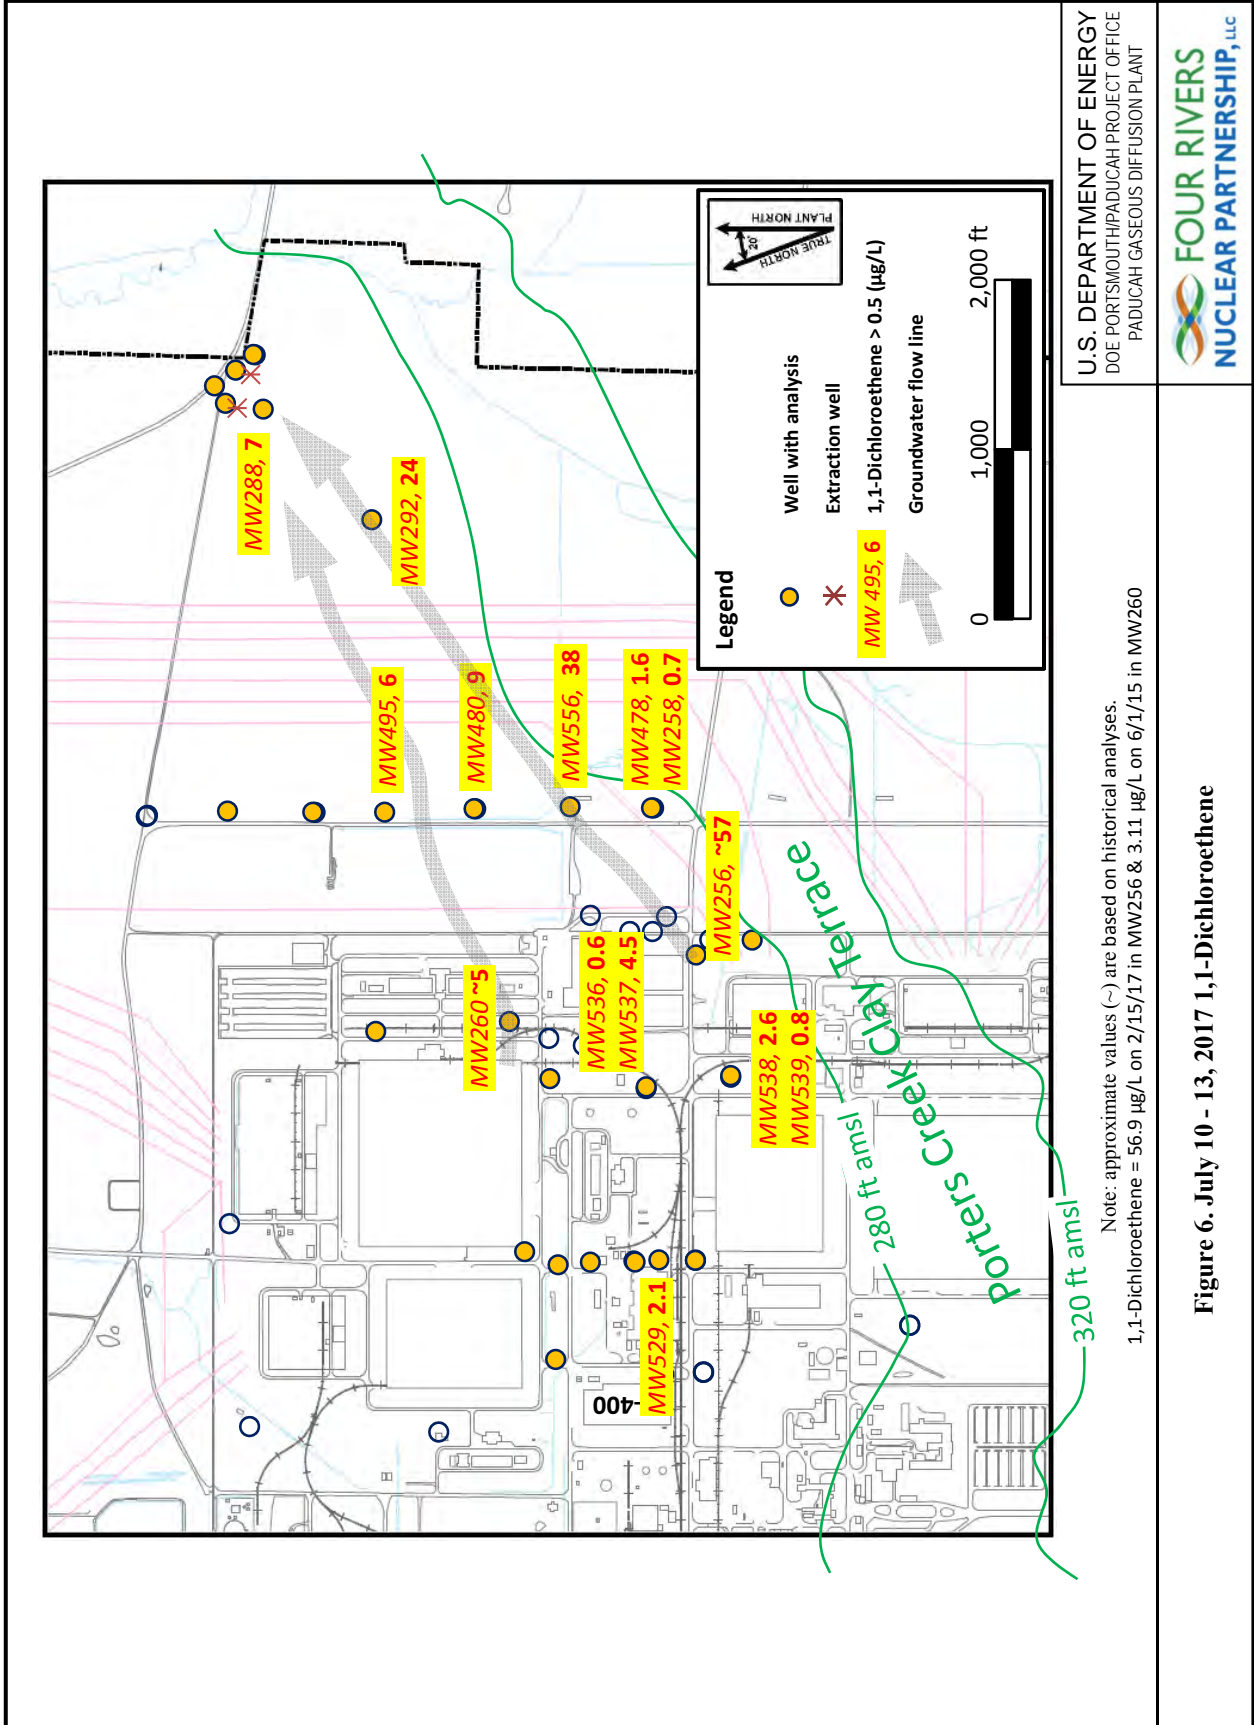 MW288, 7
MW292, 24
MW495, 6
MW480, 9
MW556, 38
MW478, 1.6
MW258, 0.7
MW256, ~57
MW260 ~5
MW536, 0.6
MW537, 4.5
MW538, 2.6
MW539, 0.8
MW529, 2.1
-400
280 ft amsl
Porters Creek Clay Terrace
320 ft amsl
Legend
Well with analysis
Extraction well
MW 495, 6
1,1-Dichloroethene > 0.5 (µg/L)
Groundwater flow line
20°
TRUE NORTH
PLANT NORTH
0
1,000
2,000 ft
Note: approximate values (~) are based on historical analyses.
1,1-Dichloroethene = 56.9 µg/L on 2/15/17 in MW256 & 3.11 µg/L on 6/1/15 in MW260
U.S. DEPARTMENT OF ENERGY
DOE PORTSMOUTH/PADUCAH PROJECT OFFICE
PADUCAH GASEOUS DIFFUSION PLANT
FOUR RIVERS
NUCLEAR PARTNERSHIP, LLC
Figure 6. July 10 - 13, 2017 1,1-Dichloroethene